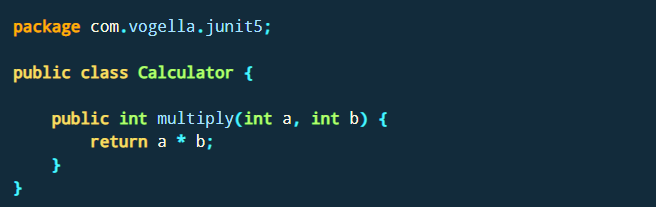 package com.vogella.junit5;
public class Calculator {
    public int multiply(int a, int b) {
        return a * b;
    }
}